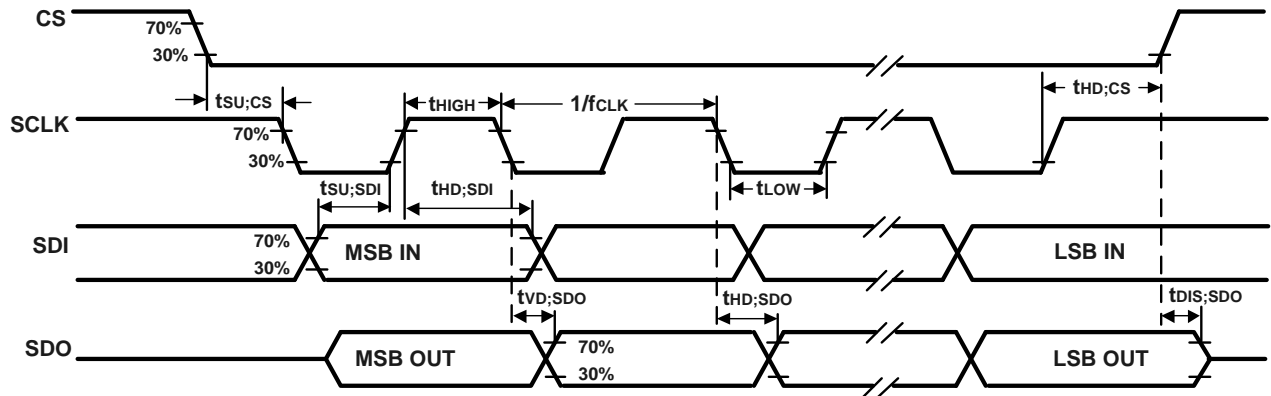 CS
70%
30%
tSU;CS
tHIGH
1/fCLK
tHD;CS
SCLK
70%
30%
tSU;SDI
tHD;SDI
tLOW
SDI
70%
30%
MSB IN
LSB IN
tVD;SDO
tHD;SDO
tDIS;SDO
SDO
MSB OUT
70%
30%
LSB OUT